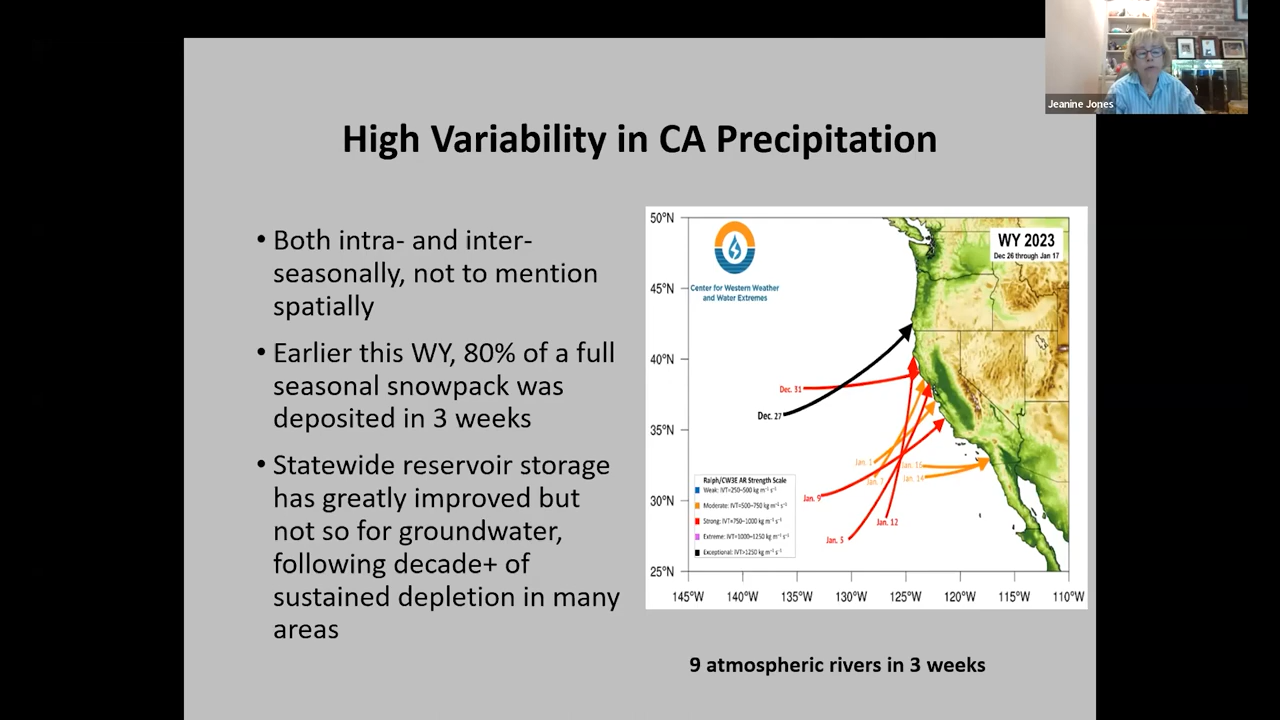 Jeanine Jones
High Variability in CA Precipitation
• Both intra- and inter-
seasonally, not to mention
spatially
• Earlier this WY, 80% of a full
seasonal snowpack was
deposited in 3 weeks
• Statewide reservoir storage
has greatly improved but
not so for groundwater,
following decade+ of
sustained depletion in many
areas
50°N
45°N
40°N
35°N
30°N
25°N
145°W 140°W 135°W 130°W 125°W 120°W 115°W 110°W
Center for Western Weather
and Water Extremes
WY 2023
Dec 26 through Jan 17
Dec. 31
Dec. 27
Jan. 16
Jan. 14
Jan. 9
Jan. 12
Jan. 5
Ralph/CW3E AR Strength Scale
Weak: IVT=250–500 kg m⁻¹ s⁻¹
Moderate: IVT=500–750 kg m⁻¹ s⁻¹
Strong: IVT=750–1000 kg m⁻¹ s⁻¹
Extreme: IVT=1000–1250 kg m⁻¹ s⁻¹
Exceptional: IVT>1250 kg m⁻¹ s⁻¹
9 atmospheric rivers in 3 weeks